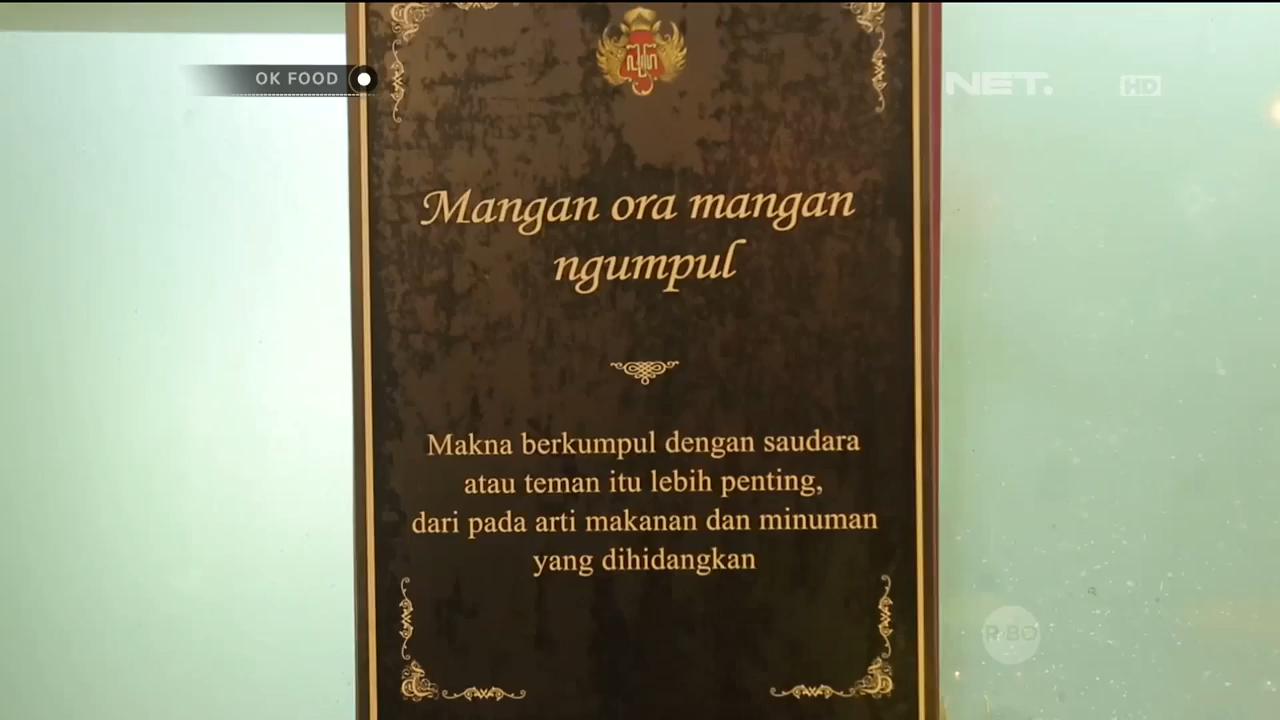 OK FOOD
NET.
HD
Mangan ora mangan
ngumpul
Makna berkumpul dengan saudara
atau teman itu lebih penting,
dari pada arti makanan dan minuman
yang dihidangkan